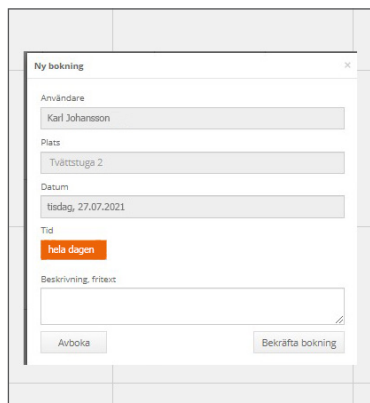 Ny bokning ×
Användare
Karl Johansson
Plats
Tvättstuga 2
Datum
tisdag, 27.07.2021
Tid
hela dagen
Beskrivning, fritext
Avboka Bekräfta bokning